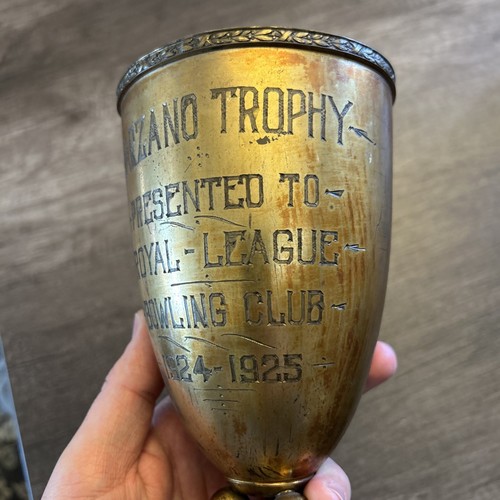 TROPHY
PRESENTED TO
ROYAL-LEAGUE
BOWLING CLUB
1924-1925